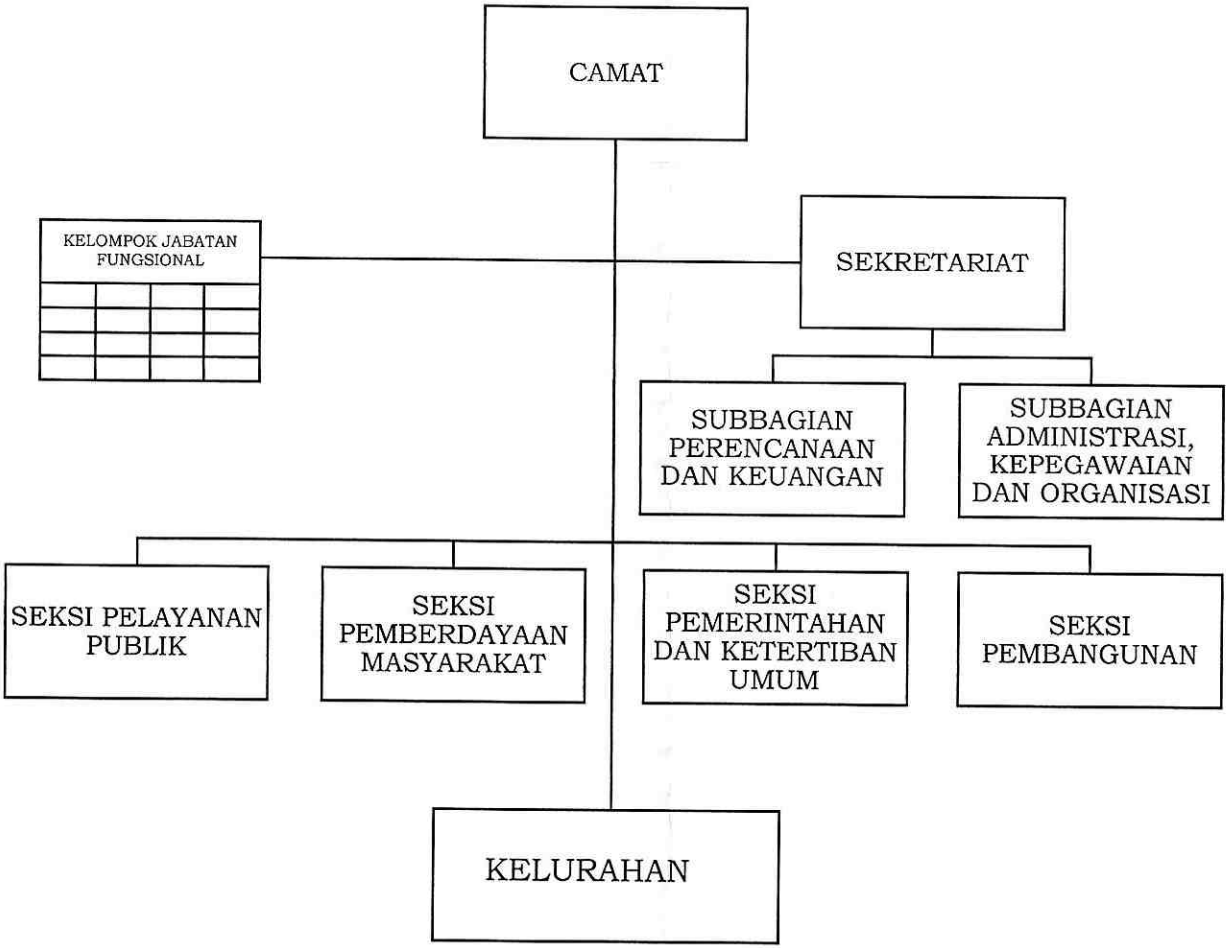 CAMAT
KELOMPOK JABATAN
FUNGSIONAL
SEKRETARIAT
SUBBAGIAN
PERENCANAAN
DAN KEUANGAN
SUBBAGIAN
ADMINISTRASI,
KEPEGAWAIAN
DAN ORGANISASI
SEKSI PELAYANAN
PUBLIK
SEKSI
PEMBERDAYAAN
MASYARAKAT
SEKSI
PEMERINTAHAN
DAN KETERTIBAN
UMUM
SEKSI
PEMBANGUNAN
KELURAHAN